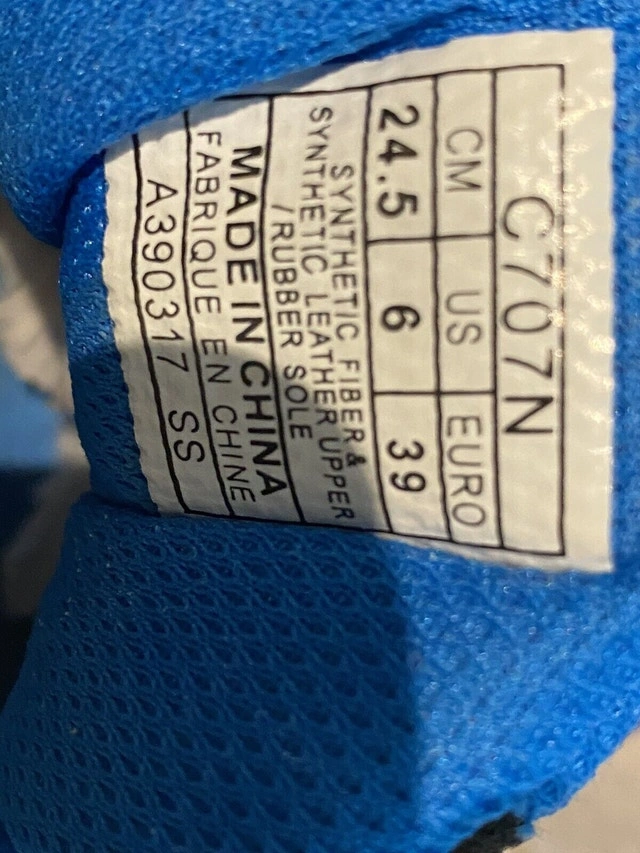 C707N
CM US EURO
24.5 6 39
SYNTHETIC FIBER&
SYNTHETIC LEATHER UPPER
/RUBBER SOLE
MADE IN CHINA
FABRIQUE EN CHINE
A390317 SS